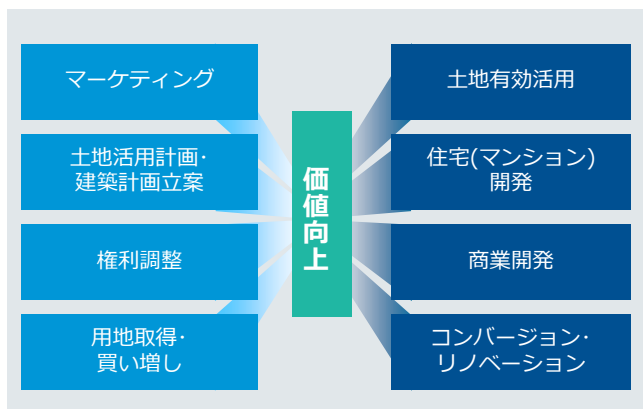 マーケティング
土地活用計画・
建築計画立案
権利調整
用地取得・
買い増し
価値向上
土地有効活用
住宅(マンション)
開発
商業開発
コンバージョン・
リノベーション